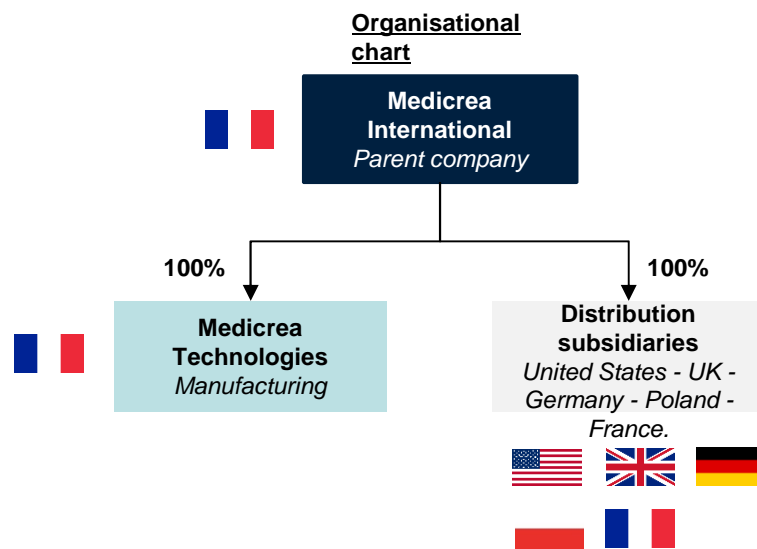 Organisational
chart
Medicrea
International
Parent company
100%
100%
Medicrea
Technologies
Manufacturing
Distribution
subsidiaries
United States - UK -
Germany - Poland -
France.